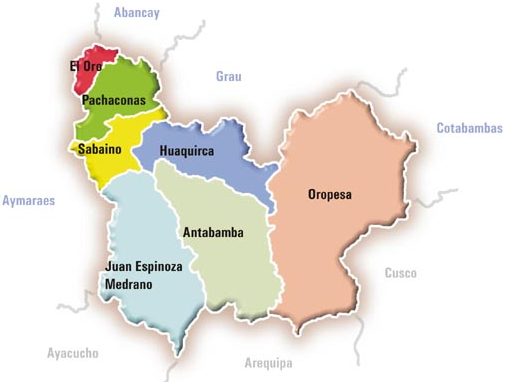 Abancay
El Oro
Grau
Pachaconas
Cotabambas
Sabaino
Huaquirca
Oropesa
Aymaraes
Antabamba
Juan Espinoza
Medrano
Cusco
Ayacucho
Arequipa